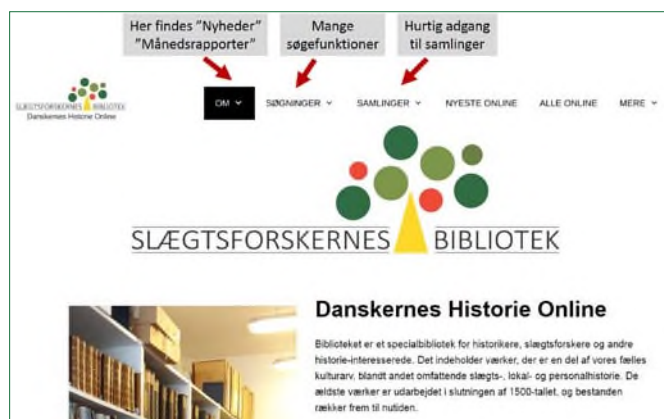 Her findes ”Nyheder”
”Månedsrapporter”
Mange
søgefunktioner
Hurtig adgang
til samlinger
SLÆGTSFORSKERNES BIBLIOTEK
Danskernes Historie Online
OM
SØGNINGER
SAMLINGER
NYESTE ONLINE
ALLE ONLINE
MERE
SLÆGTSFORSKERNES BIBLIOTEK
Danskernes Historie Online
Biblioteket er et specialbibliotek for historikere, slægtsforskere og andre
historie-interesserede. Det indeholder værker, der er en del af vores fælles
kulturarv, blandt andet omfattende slægts-, lokal- og personalhistorie. De
ældste værker er udarbejdet i slutningen af 1500-tallet, og bestanden
rækker frem til nutiden.